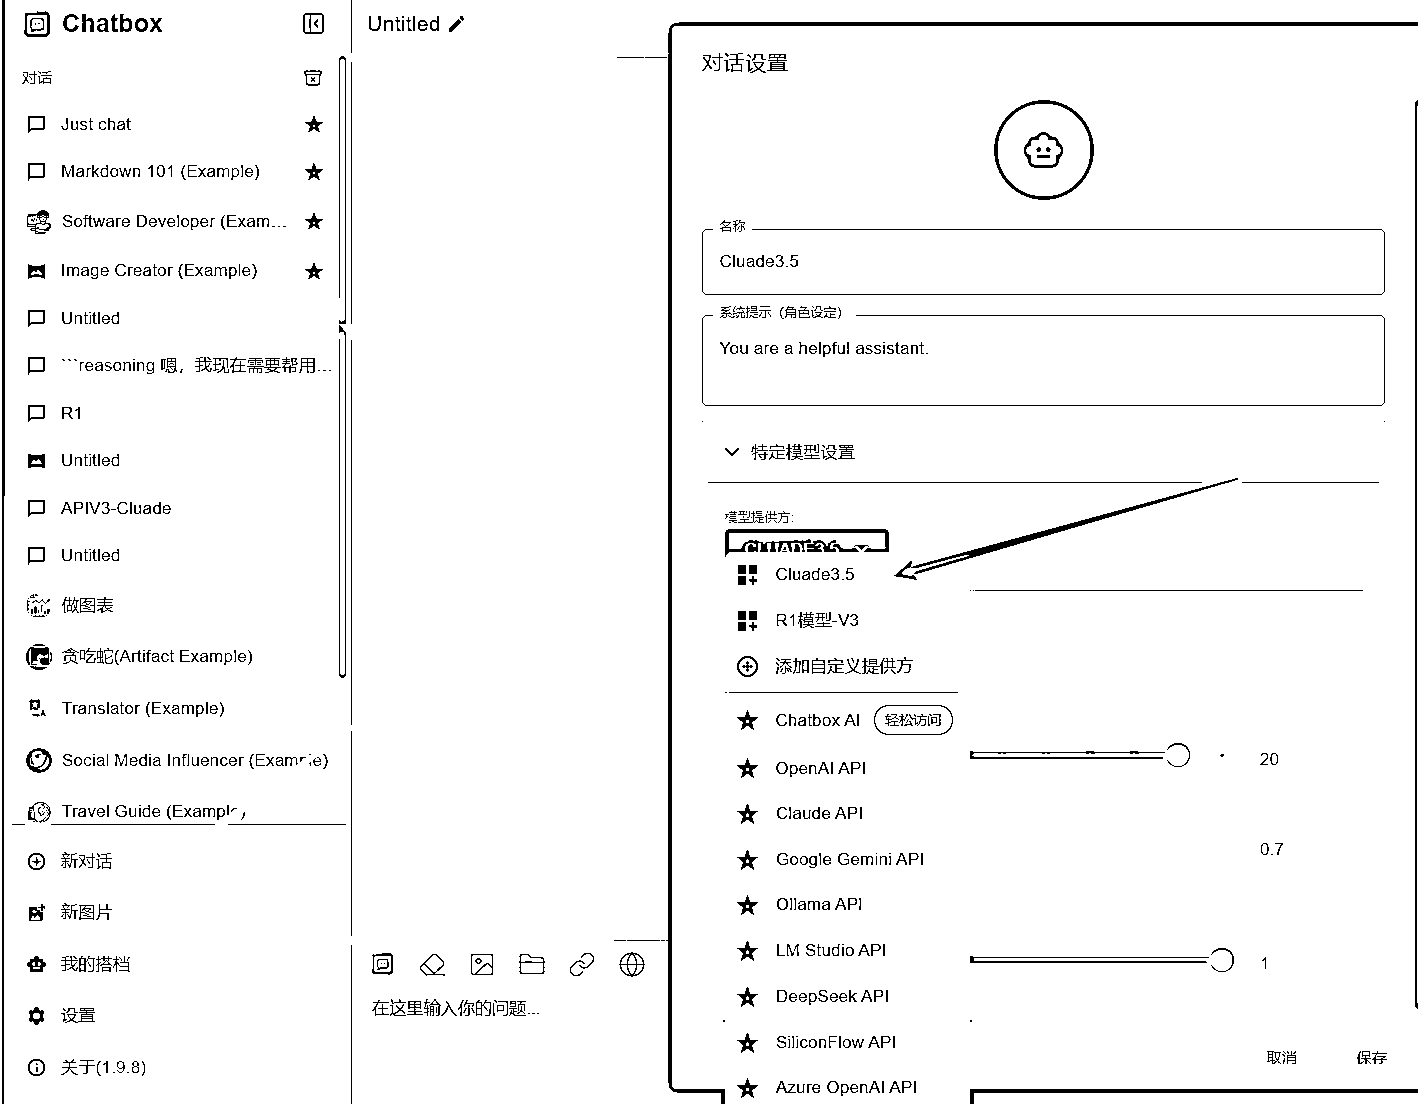 Chatbox
对话
Just chat
Markdown 101 (Example)
Software Developer (Exam...
Image Creator (Example)
Untitled
```reasoning 嗯，我现在需要帮用...
R1
Untitled
APIV3-Cluade
Untitled
做图表
贪吃蛇(Artifact Example)
Translator (Example)
Social Media Influencer (Example)
Travel Guide (Example)
新对话
新图片
我的搭档
设置
关于(1.9.8)
Untitled
在这里输入你的问题...
对话设置
名称
Cluade3.5
系统提示（角色设定）
You are a helpful assistant.
特定模型设置
模型提供方:
CLUADE3.5
Cluade3.5
R1模型-V3
添加自定义提供方
Chatbox AI 轻松访问
OpenAI API
Claude API
Google Gemini API
Ollama API
LM Studio API
DeepSeek API
SiliconFlow API
Azure OpenAI API
20
0.7
1
取消 保存